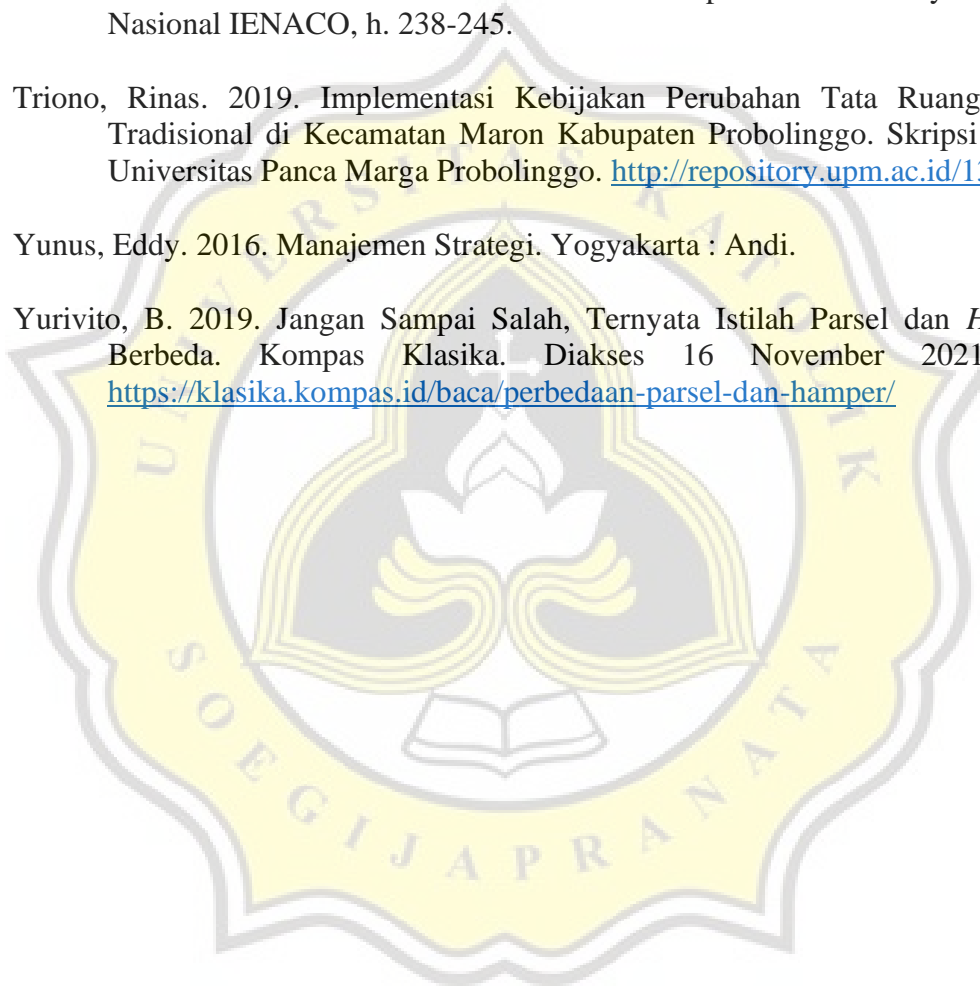 Nasional IENACO, h. 238-245.
Triono, Rinas. 2019. Implementasi Kebijakan Perubahan Tata Ruang
Tradisional di Kecamatan Maron Kabupaten Probolinggo. Skripsi
Universitas Panca Marga Probolinggo. http://repository.upm.ac.id/1
Yunus, Eddy. 2016. Manajemen Strategi. Yogyakarta : Andi.
Yurivito, B. 2019. Jangan Sampai Salah, Ternyata Istilah Parsel dan
Berbeda. Kompas Klasika. Diakses 16 November 2021
https://klasika.kompas.id/baca/perbedaan-parsel-dan-hamper/
UNIVERSITAS KATOLIK
SOEGIJAPRANATA